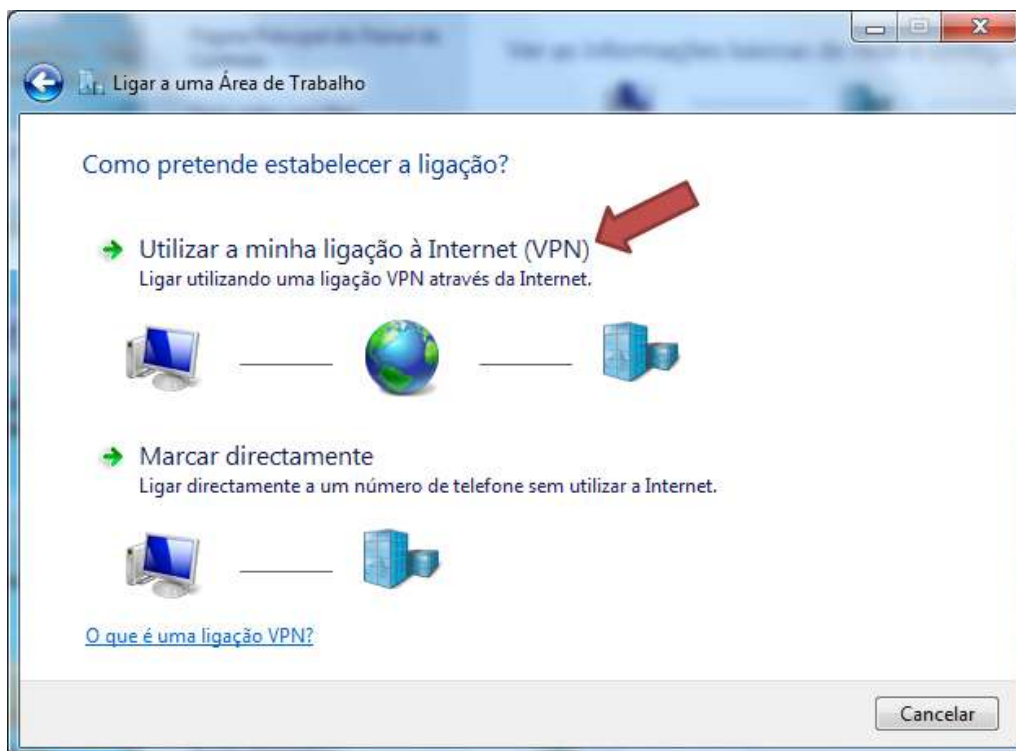 Ligar a uma Área de Trabalho
Como pretende estabelecer a ligação?
Utilizar a minha ligação à Internet (VPN)
Ligar utilizando uma ligação VPN através da Internet.
Marcar directamente
Ligar directamente a um número de telefone sem utilizar a Internet.
O que é uma ligação VPN?
Cancelar